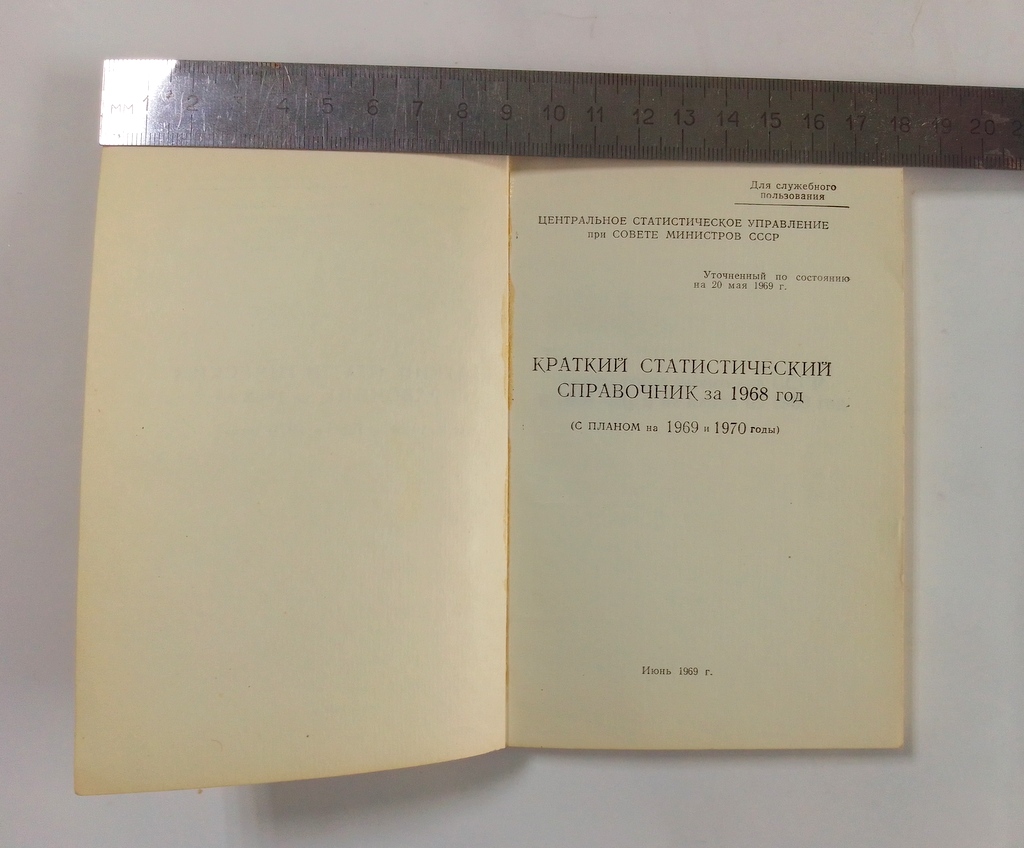 мм 1 2 3 4 5 6 7 8 9 10 11 12 13 14 15 16 17 18 19 20
Для служебного
пользования
ЦЕНТРАЛЬНОЕ СТАТИСТИЧЕСКОЕ УПРАВЛЕНИЕ
при СОВЕТЕ МИНИСТРОВ СССР
Уточненный по состоянию
на 20 мая 1969 г.
КРАТКИЙ СТАТИСТИЧЕСКИЙ
СПРАВОЧНИК за 1968 год
(С ПЛАНОМ на 1969 и 1970 годы)
Июнь 1969 г.